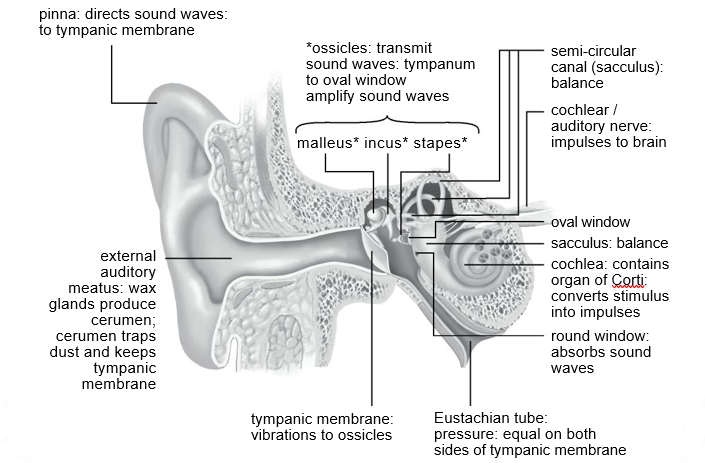 pinna: directs sound waves:
to tympanic membrane
*ossicles: transmit
sound waves: tympanum
to oval window
amplify sound waves
malleus* incus* stapes*
semi-circular
canal (sacculus):
balance
cochlear /
auditory nerve:
impulses to brain
oval window
sacculus: balance
cochlea: contains
organ of Corti:
converts stimulus
into impulses
round window:
absorbs sound
waves
external
auditory
meatus: wax
glands produce
cerumen;
cerumen traps
dust and keeps
tympanic
membrane
tympanic membrane:
vibrations to ossicles
Eustachian tube:
pressure: equal on both
sides of tympanic membrane